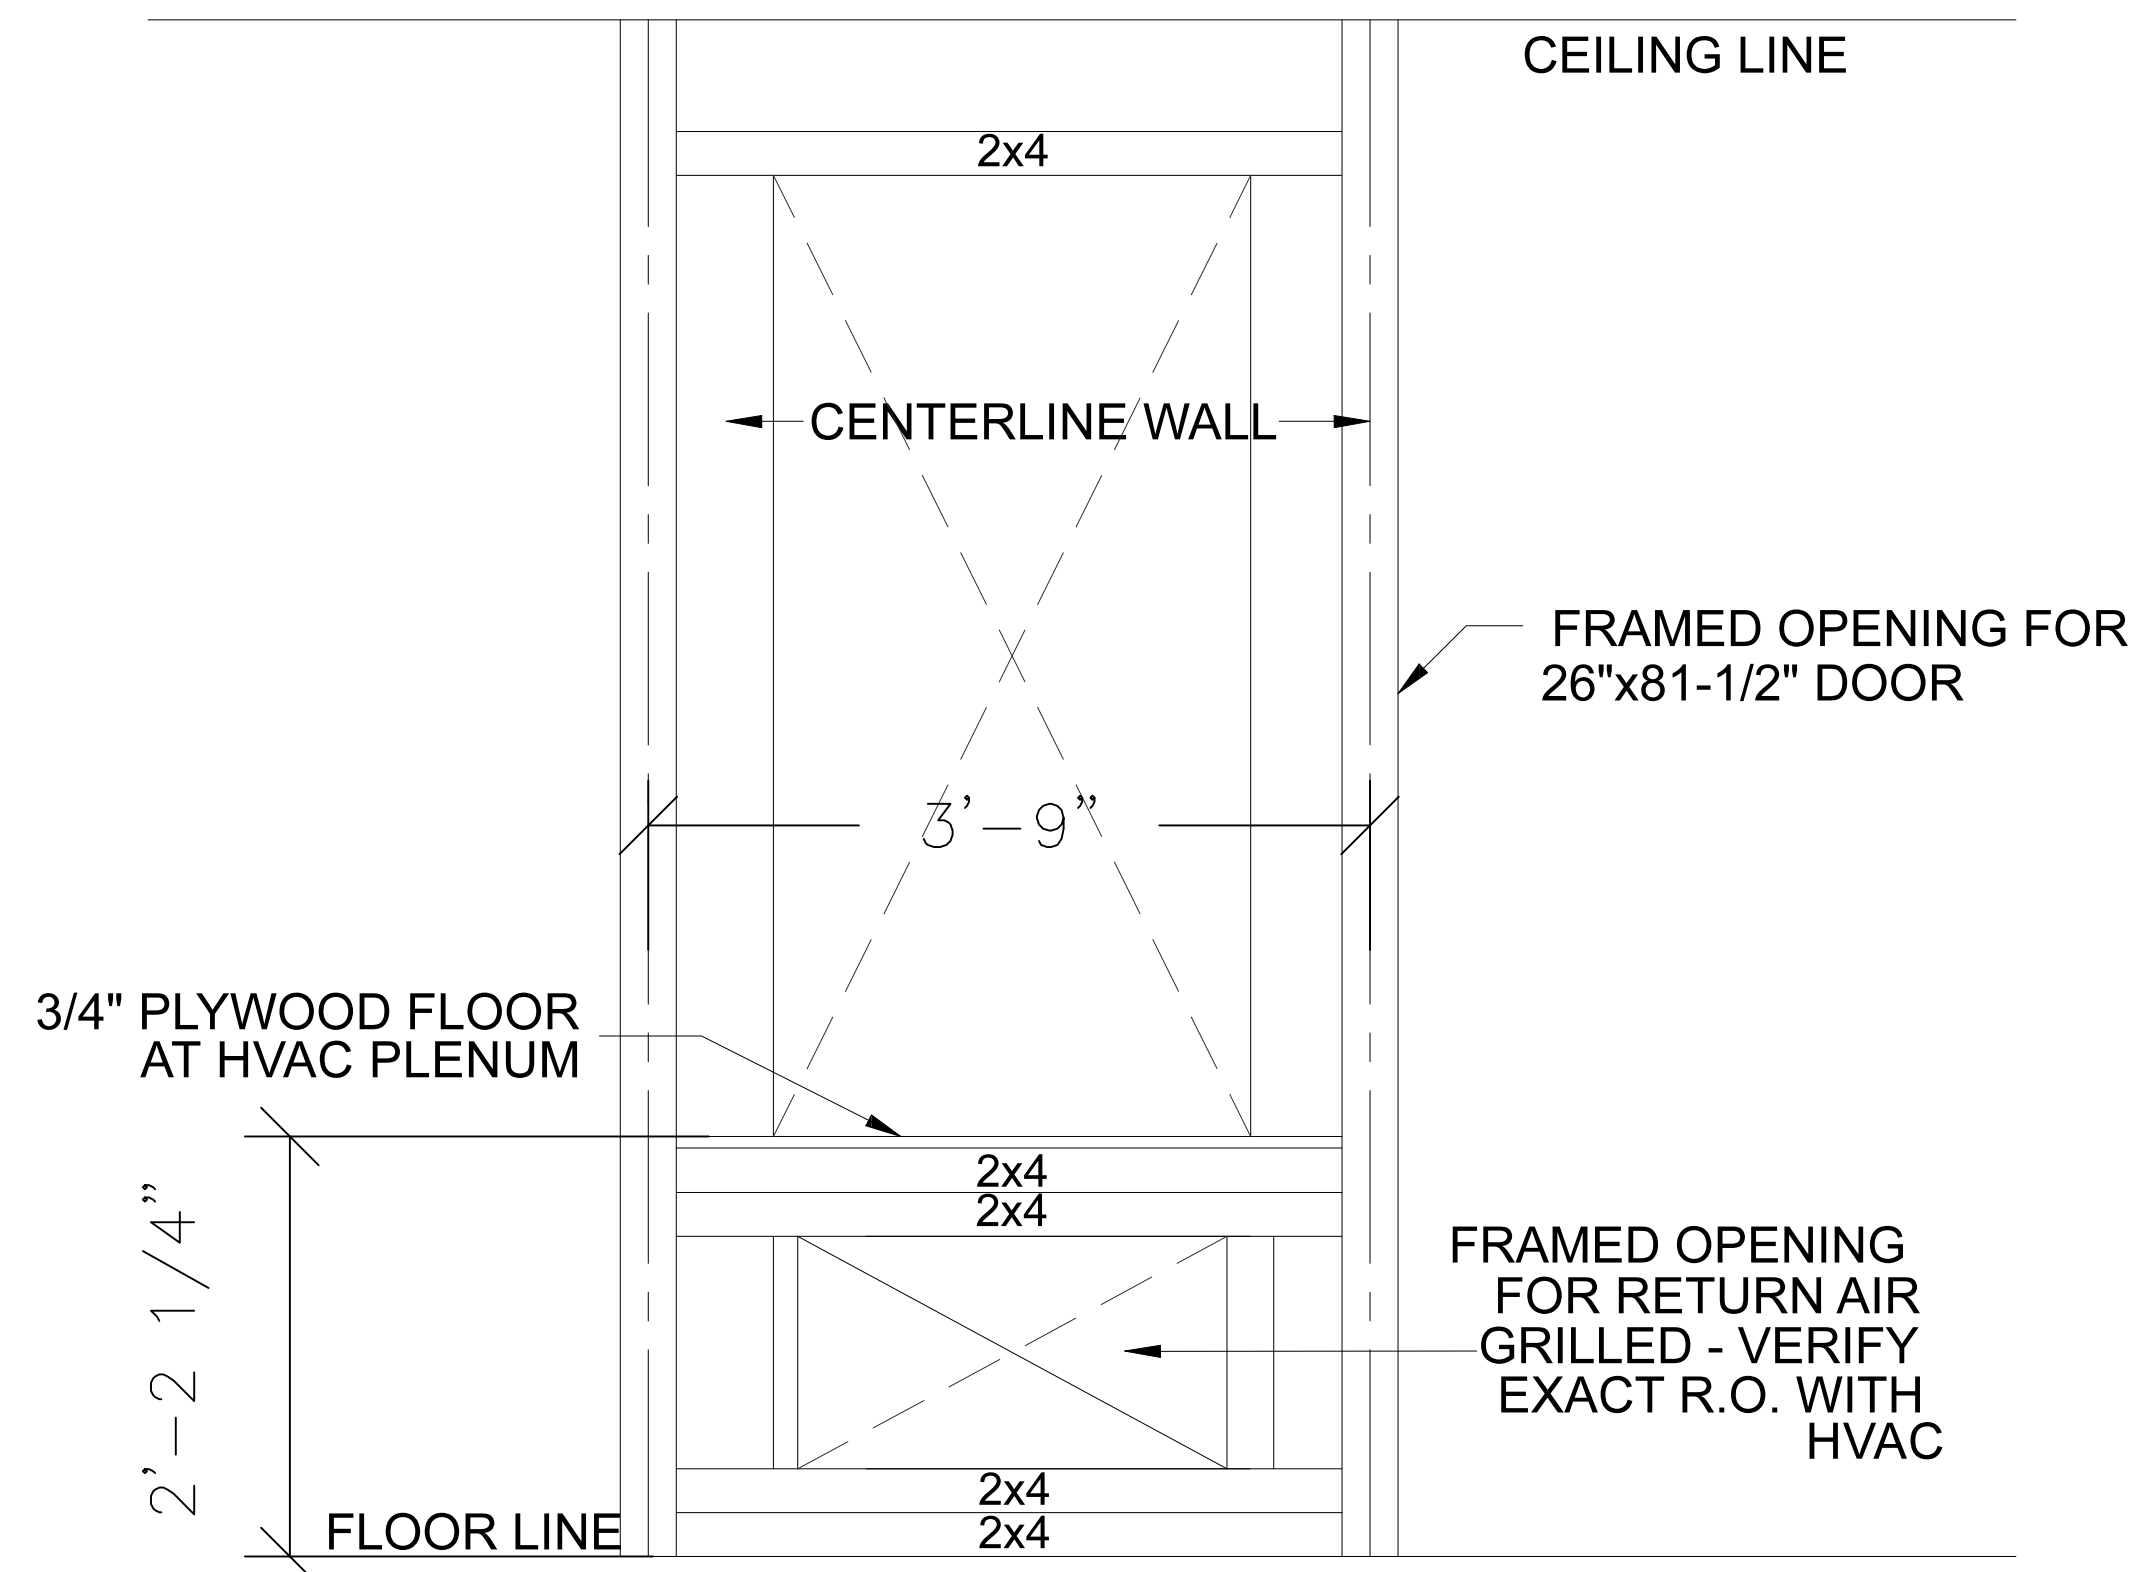 CEILING LINE
2x4
CENTERLINE WALL
FRAMED OPENING FOR
26"x81-1/2" DOOR
3'-9"
3/4" PLYWOOD FLOOR
AT HVAC PLENUM
2'-2 1/4"
2x4
2x4
FRAMED OPENING
FOR RETURN AIR
GRILLED - VERIFY
EXACT R.O. WITH
HVAC
2x4
FLOOR LINE
2x4